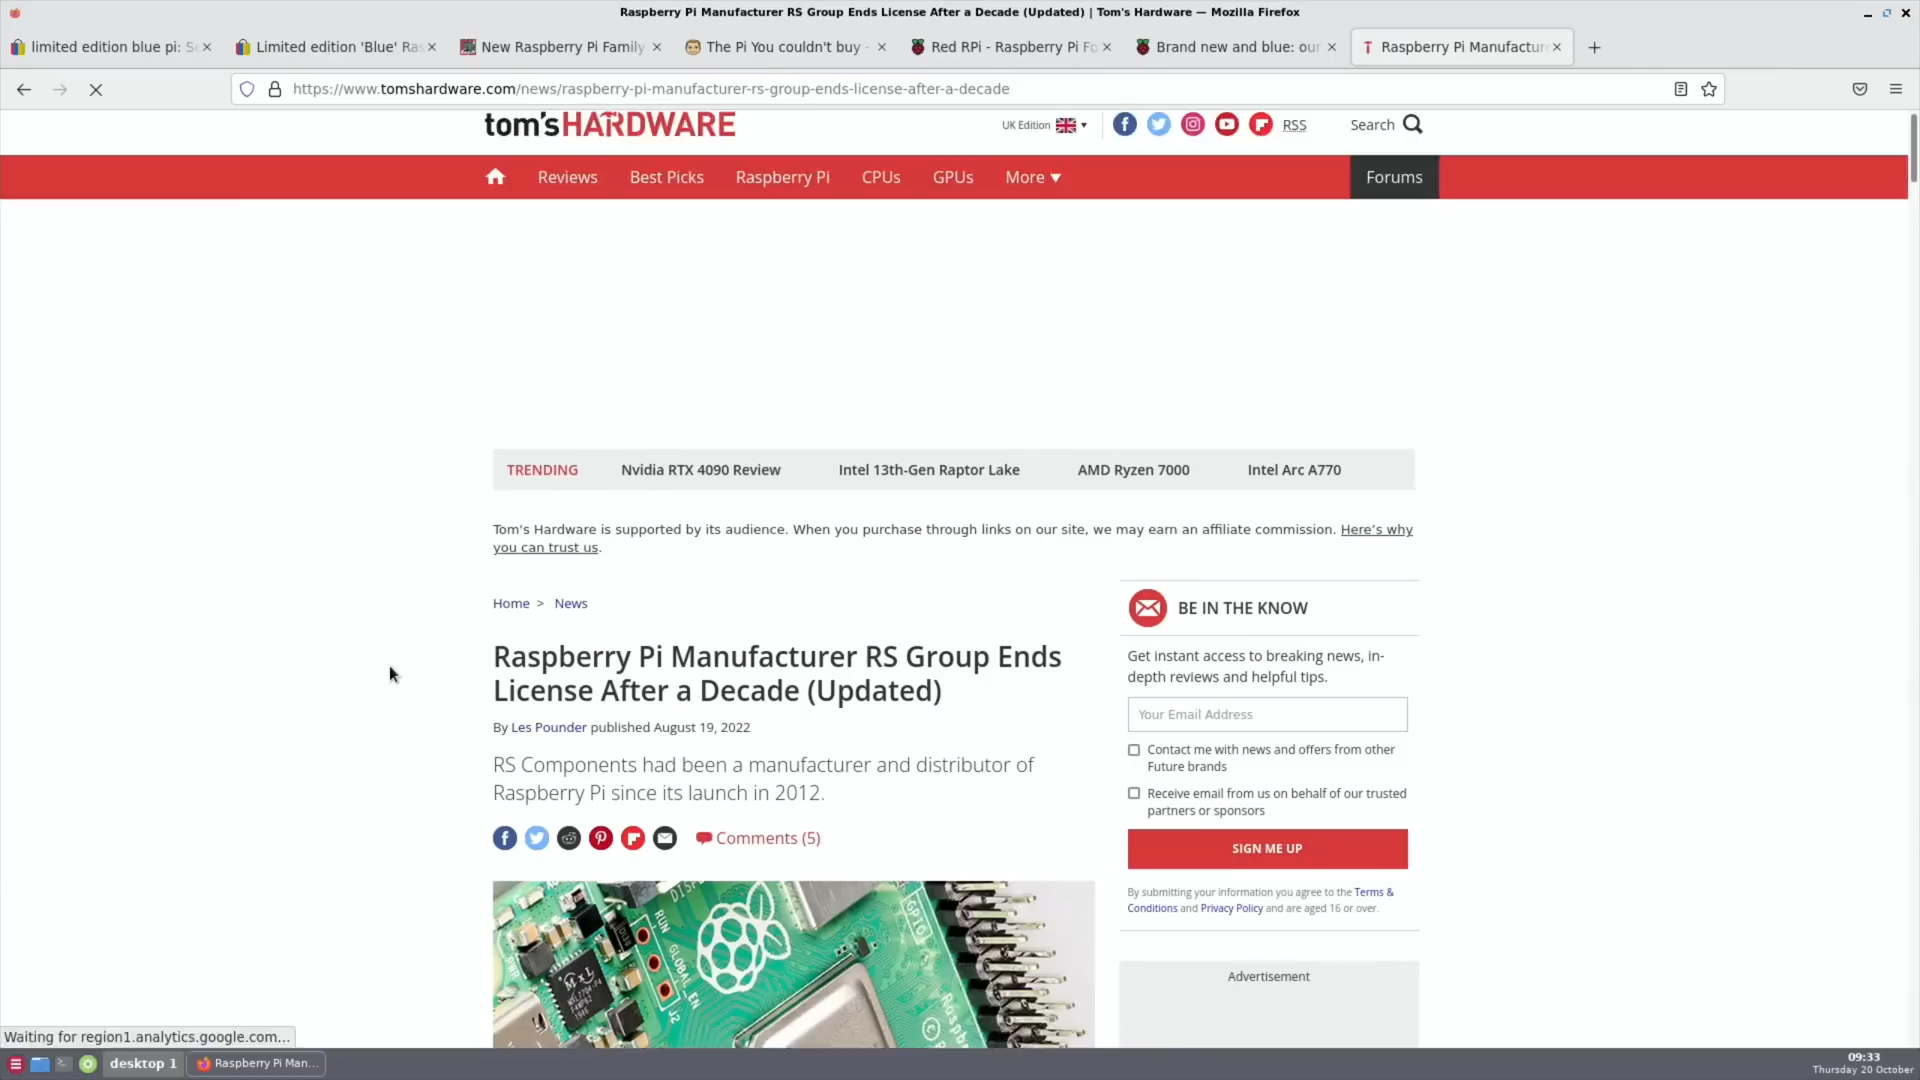 Raspberry Pi Manufacturer RS Group Ends License After a Decade (Updated) | Tom's Hardware — Mozilla Firefox
limited edition blue pi: S
Limited edition 'Blue' Ras
New Raspberry Pi Family
The Pi You couldn't buy -
Red RPi - Raspberry Pi Fo
Brand new and blue: our
Raspberry Pi Manufactur
https://www.tomshardware.com/news/raspberry-pi-manufacturer-rs-group-ends-license-after-a-decade
tom's HARDWARE
UK Edition
RSS
Search
Reviews
Best Picks
Raspberry Pi
CPUs
GPUs
More
Forums
TRENDING
Nvidia RTX 4090 Review
Intel 13th-Gen Raptor Lake
AMD Ryzen 7000
Intel Arc A770
Tom's Hardware is supported by its audience. When you purchase through links on our site, we may earn an affiliate commission. Here's why
you can trust us.
Home > News
Raspberry Pi Manufacturer RS Group Ends
License After a Decade (Updated)
By Les Pounder published August 19, 2022
RS Components had been a manufacturer and distributor of
Raspberry Pi since its launch in 2012.
Comments (5)
BE IN THE KNOW
Get instant access to breaking news, in-
depth reviews and helpful tips.
Your Email Address
Contact me with news and offers from other
Future brands
Receive email from us on behalf of our trusted
partners or sponsors
SIGN ME UP
By submitting your information you agree to the Terms &
Conditions and Privacy Policy and are aged 16 or over.
Advertisement
RUN
GLOBAL_EN
J2
GPIO
Waiting for region1.analytics.google.com...
desktop 1
Raspberry Pi Man...
09:33
Thursday 20 October